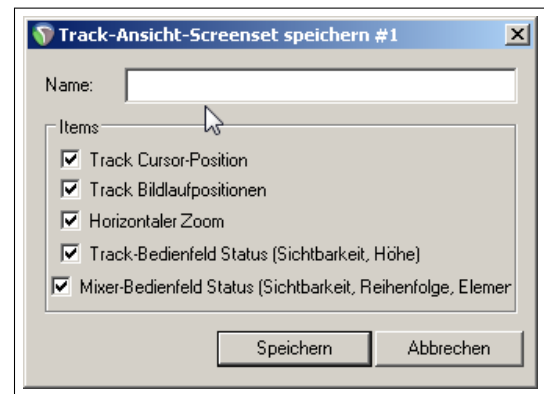 Track-Ansicht-Screenset speichern #1
Name:
Items
Track Cursor-Position
Track Bildlaufpositionen
Horizontaler Zoom
Track-Bedienfeld Status (Sichtbarkeit, Höhe)
Mixer-Bedienfeld Status (Sichtbarkeit, Reihenfolge, Elemer
Speichern Abbrechen